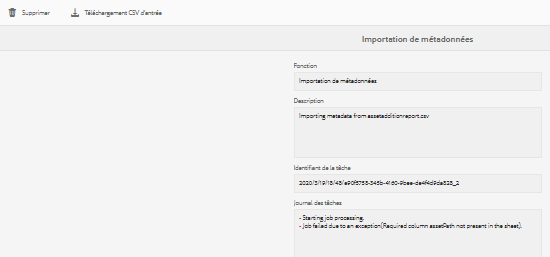 Supprimer
Téléchargement CSV d'entrée
Importation de métadonnées
Fonction
Importation de métadonnées
Description
Importing metadata from assetadditionreport.csv
Identifiant de la tâche
2020/3/19/18/48/e90f5758-345b-4160-9bee-de4f4d9da828_2
Journal des tâches
- Starting job processing.
- Job failed due to an exception(Required column assetPath not present in the sheet).